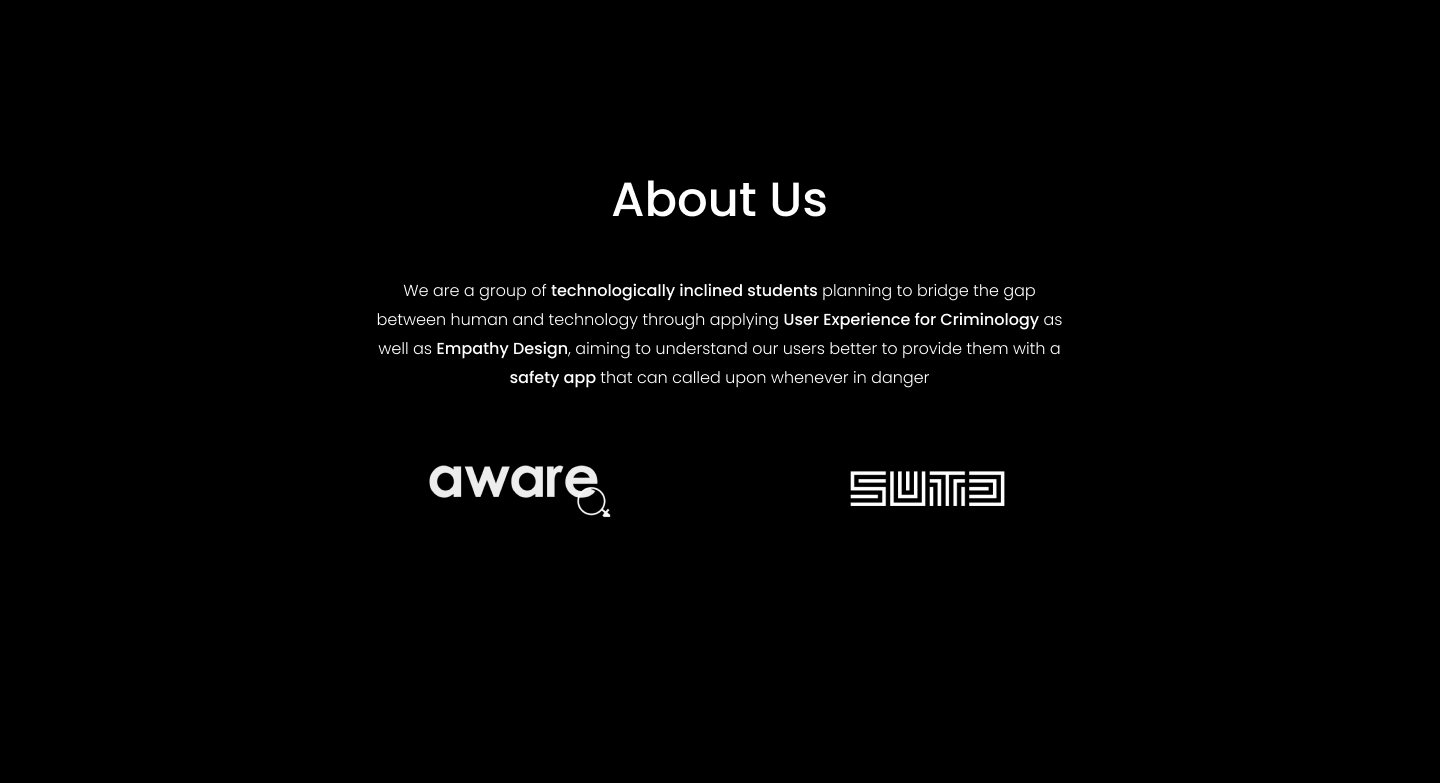 About Us
We are a group of technologically inclined students planning to bridge the gap
between human and technology through applying User Experience for Criminology as
well as Empathy Design, aiming to understand our users better to provide them with a
safety app that can called upon whenever in danger
aware
SUTD